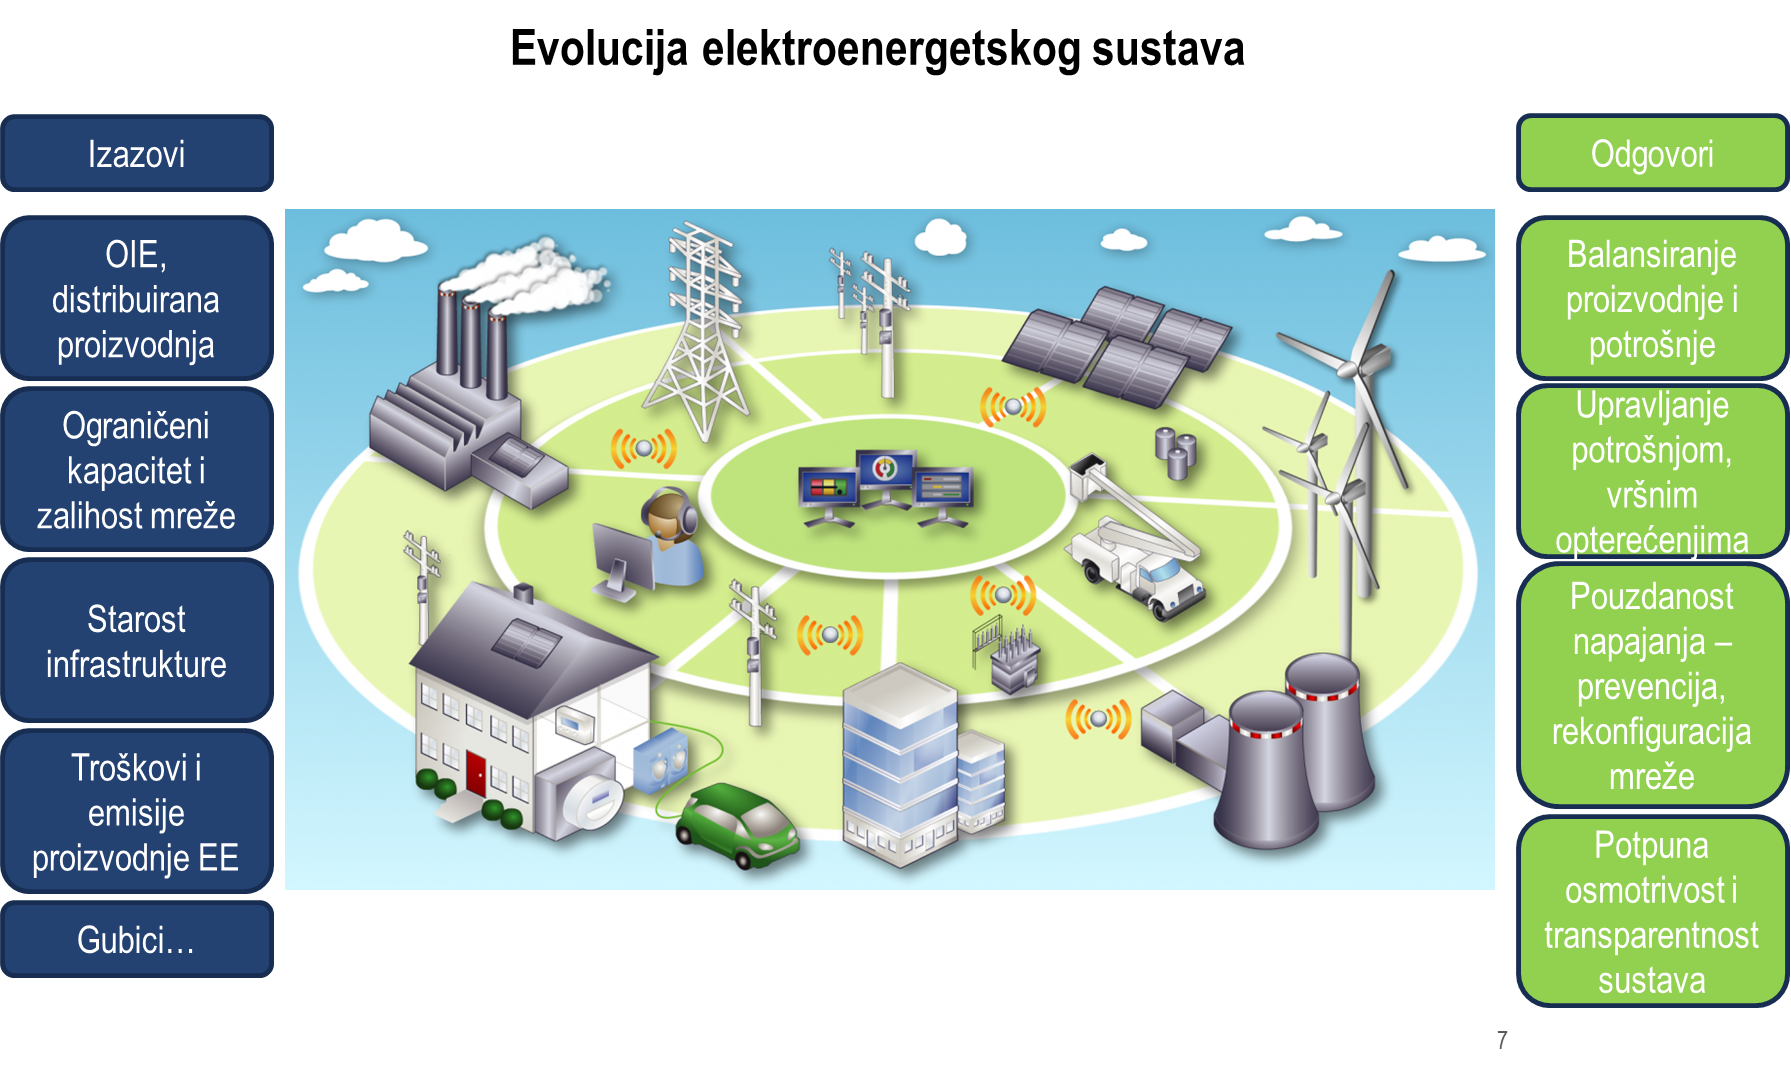 Evolucija elektroenergetskog sustava
Izazovi
OIE,
distribuirana
proizvodnja
Ograničeni
kapacitet i
zalihost mreže
Starost
infrastrukture
Troškovi i
emisije
proizvodnje EE
Gubici…
Odgovori
Balansiranje
proizvodnje i
potrošnje
Upravljanje
potrošnjom,
vršnim
opterećenjima
Pouzdanost
napajanja –
prevencija,
rekonfiguracija
mreže
Potpuna
osmotrivost i
transparentnost
sustava
7